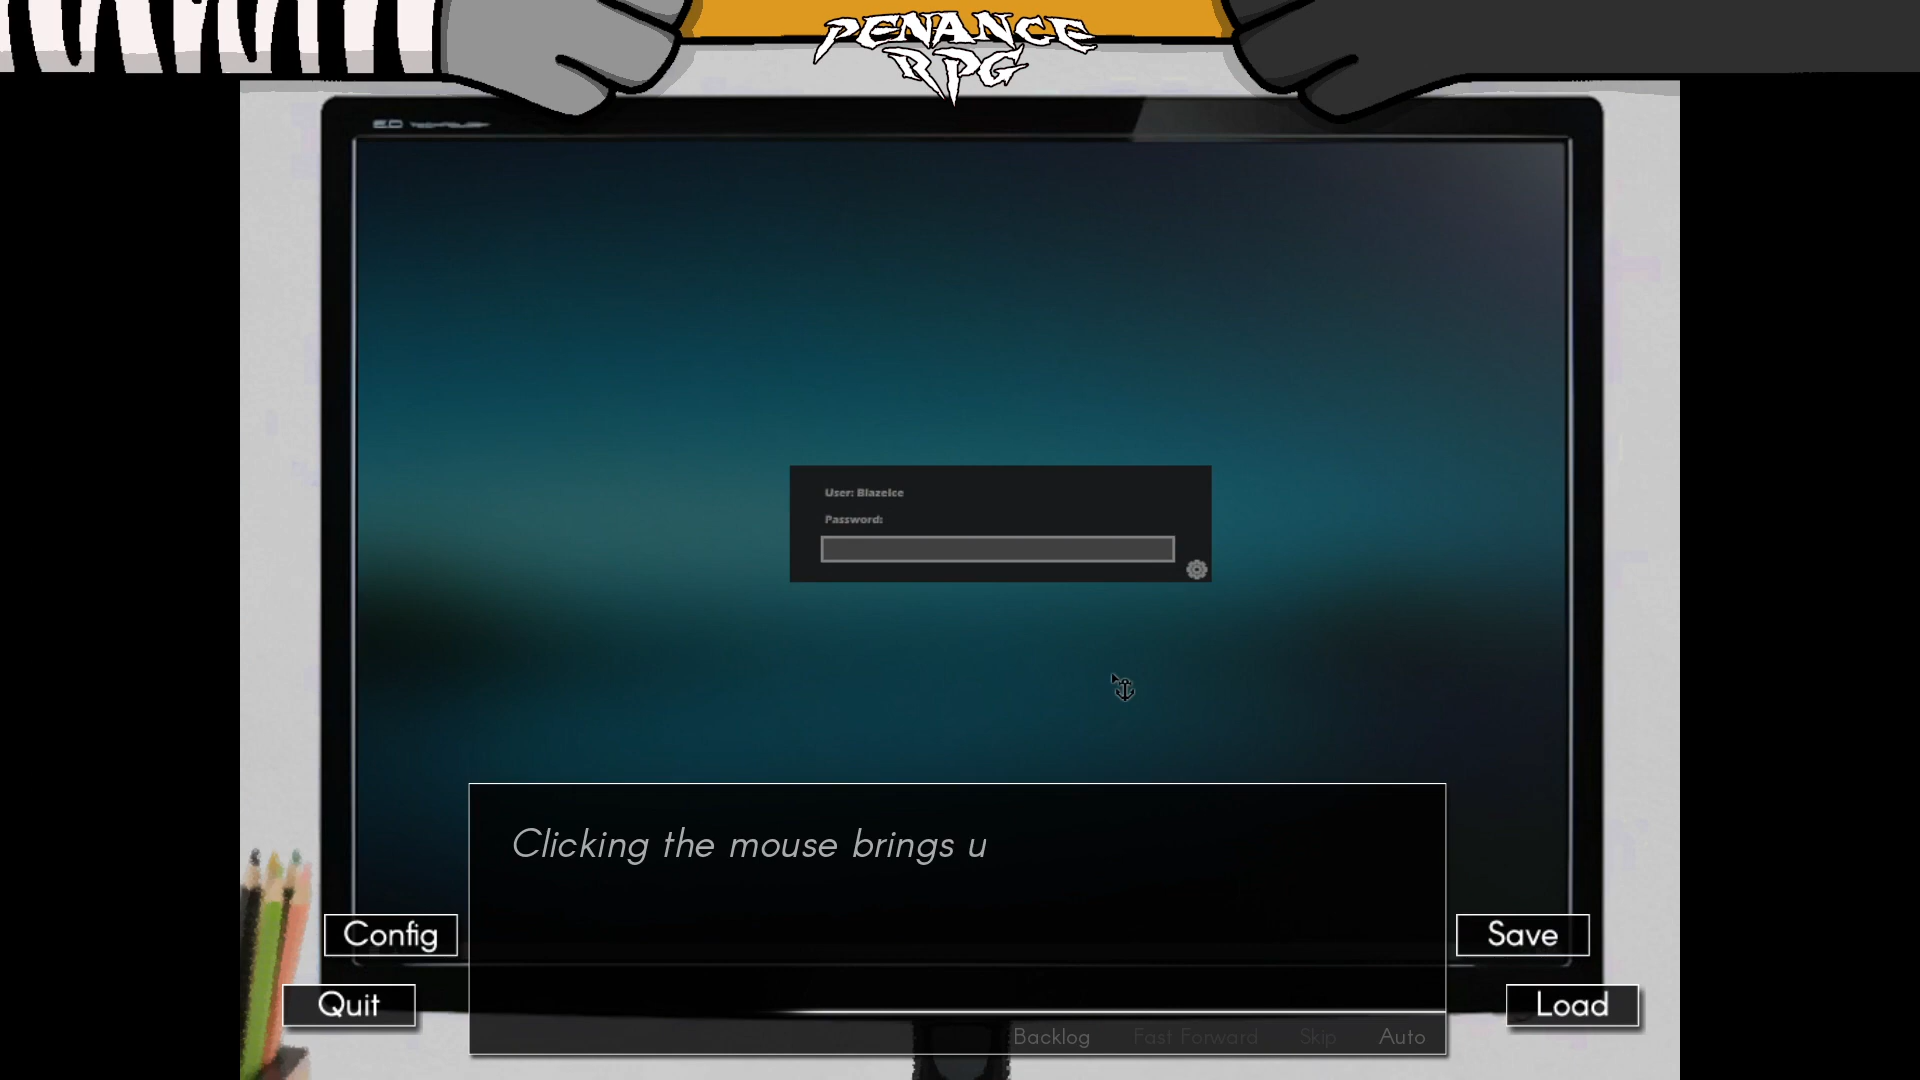 PENANCE
RPG
User: BlazeIce
Password:
Clicking the mouse brings u
Config
Save
Quit
Load
Backlog
Fast Forward
Skip
Auto